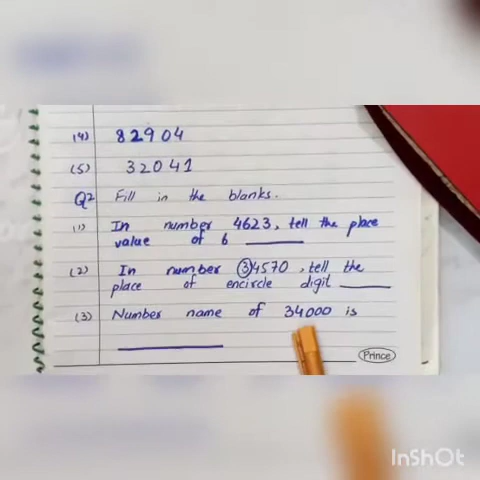 (4) 82904
(5) 32041
Q2 Fill in the blanks.
(1) In number 4623, tell the place
value of 6 ______
(2) In number 34570, tell the
place of encircle digit ______
(3) Number name of 34000 is
______
Prince
InShOt